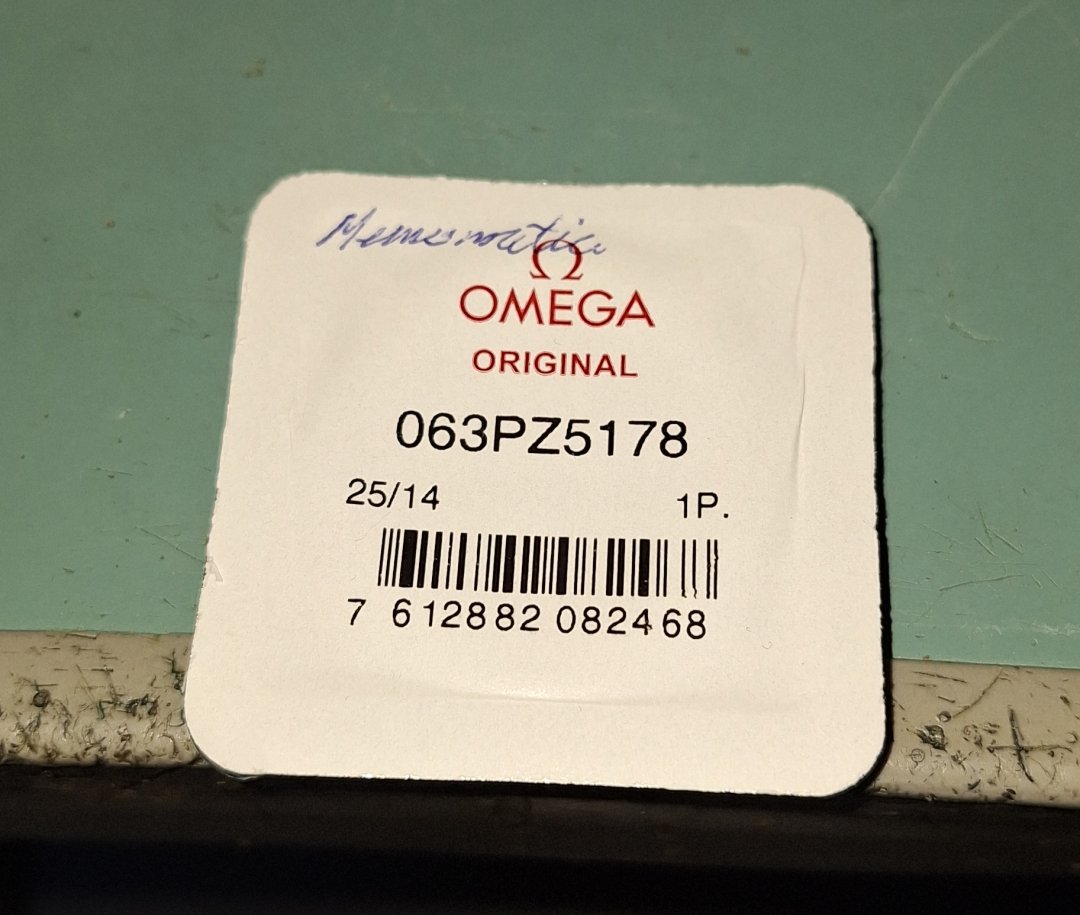 Memomatic
Ω
OMEGA
ORIGINAL
063PZ5178
25/14 1P.
7 612882 082468